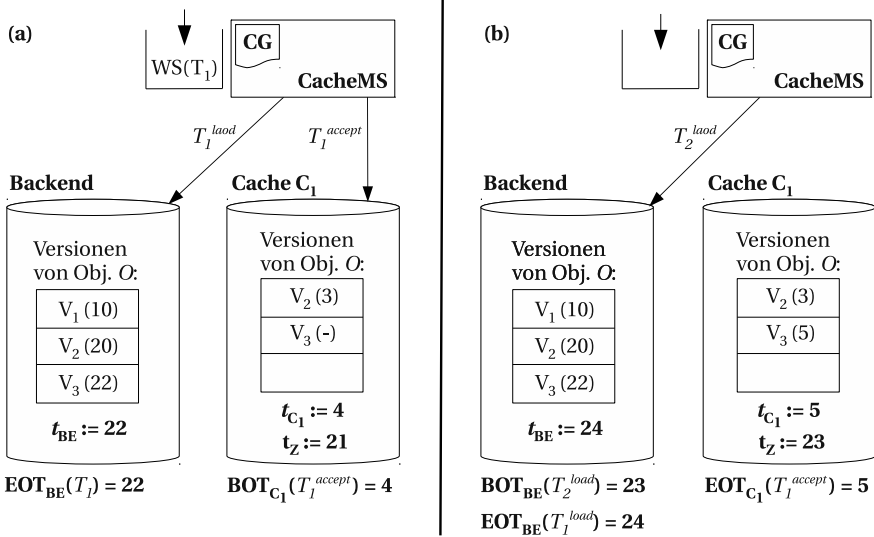 (a)
WS(T1)
CG
CacheMS
T1^laod
T1^accept
Backend
Cache C1
Versionen
von Obj. O:
V1 (10)
V2 (20)
V3 (22)
tBE := 22
Versionen
von Obj. O:
V2 (3)
V3 (-)
tC1 := 4
tZ := 21
EOTBE(T1) = 22
BOTC1(T1^accept) = 4
(b)
CG
CacheMS
T2^laod
Backend
Cache C1
Versionen
von Obj. O:
V1 (10)
V2 (20)
V3 (22)
tBE := 24
Versionen
von Obj. O:
V2 (3)
V3 (5)
tC1 := 5
tZ := 23
BOTBE(T2^load) = 23
EOTBE(T1^load) = 24
EOTC1(T1^accept) = 5